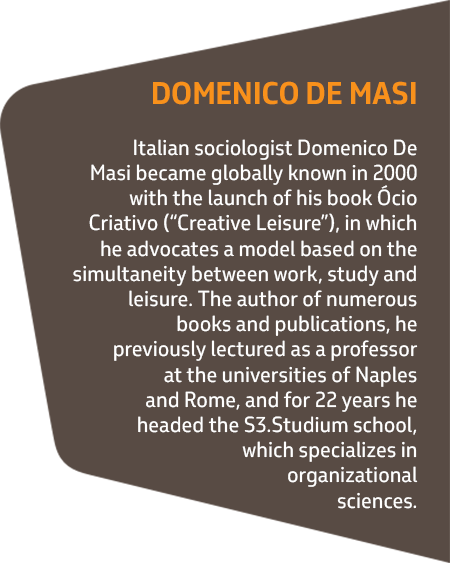 DOMENICO DE MASI
Italian sociologist Domenico De
Masi became globally known in 2000
with the launch of his book Ócio
Criativo (“Creative Leisure”), in which
he advocates a model based on the
simultaneity between work, study and
leisure. The author of numerous
books and publications, he
previously lectured as a professor
at the universities of Naples
and Rome, and for 22 years he
headed the S3.Studium school,
which specializes in
organizational
sciences.